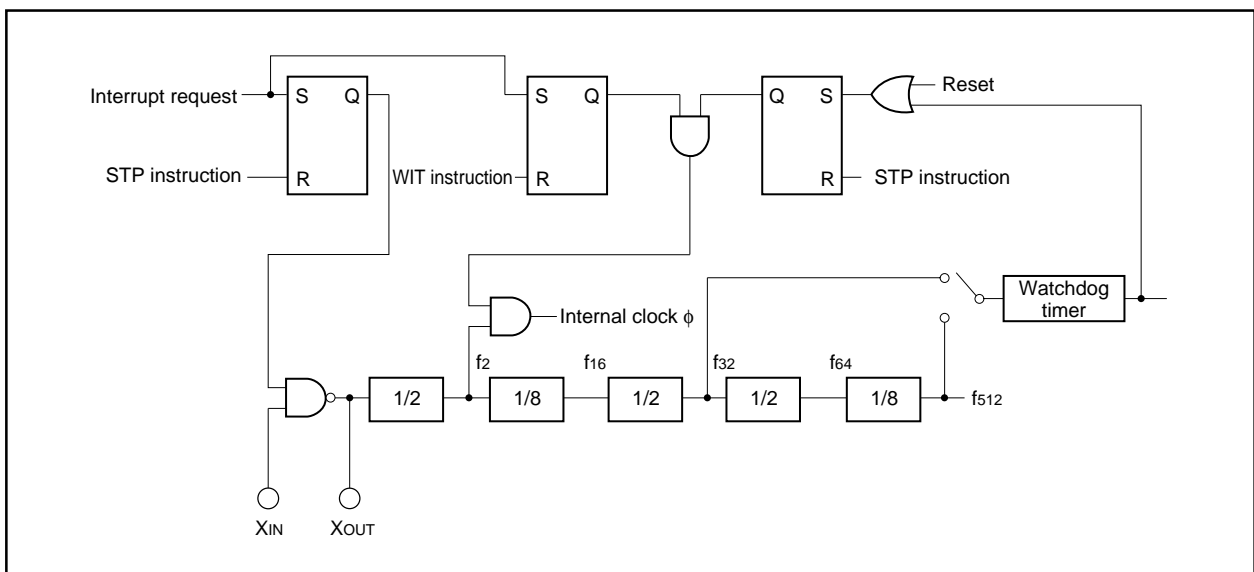 Interrupt request
S Q
S Q
Q S
Reset
STP instruction
R
WIT instruction
R
R
STP instruction
Internal clock ϕ
Watchdog
timer
f2
f16
f32
f64
1/2
1/8
1/2
1/2
1/8
f512
XIN
XOUT